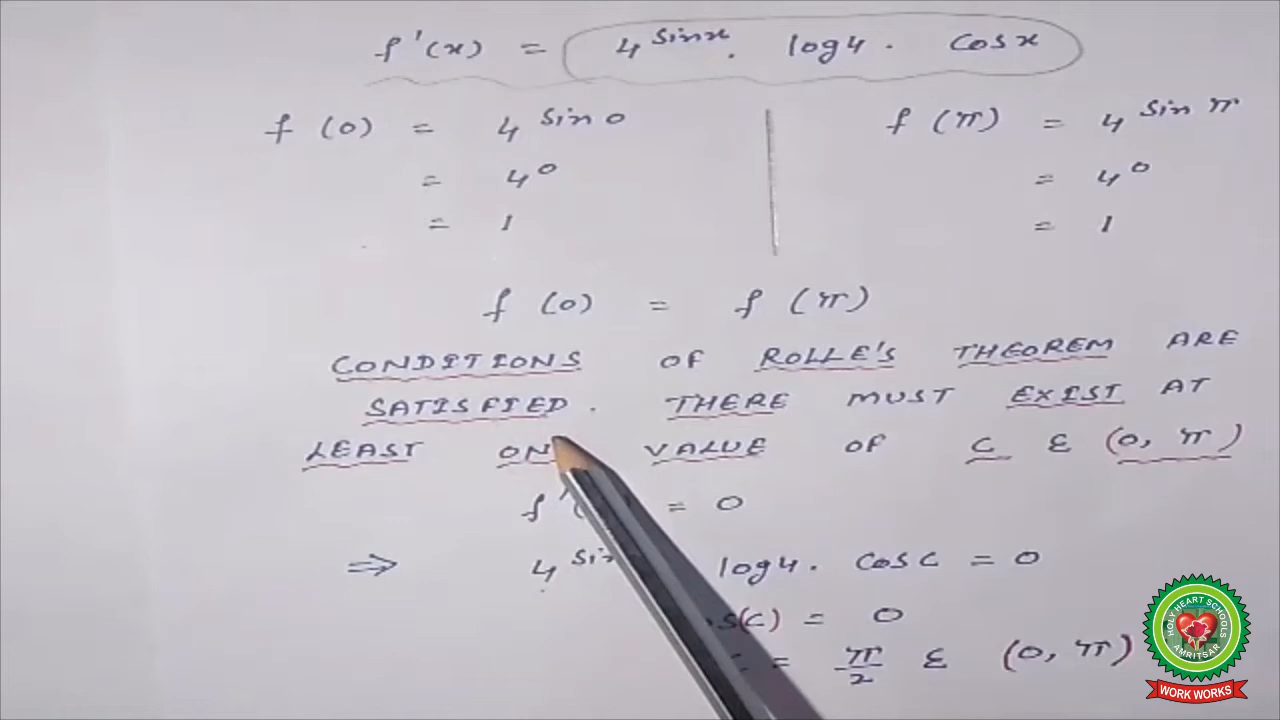 f'(x) = 4^sinx . log4 . cosx
f(0) = 4^sin0
= 4^0
= 1
f(π) = 4^sinπ
= 4^0
= 1
f(0) = f(π)
CONDITIONS OF ROLLE'S THEOREM ARE
SATISFIED. THERE MUST EXIST AT
LEAST ON VALUE OF C ε (0, π)
f'( = 0
⇒ 4^sin log4 . cosc = 0
s(c) = 0
= π/2 ε (0, π)
HOLY HEART SCHOOLS
AMRITSAR
WORK WORKS